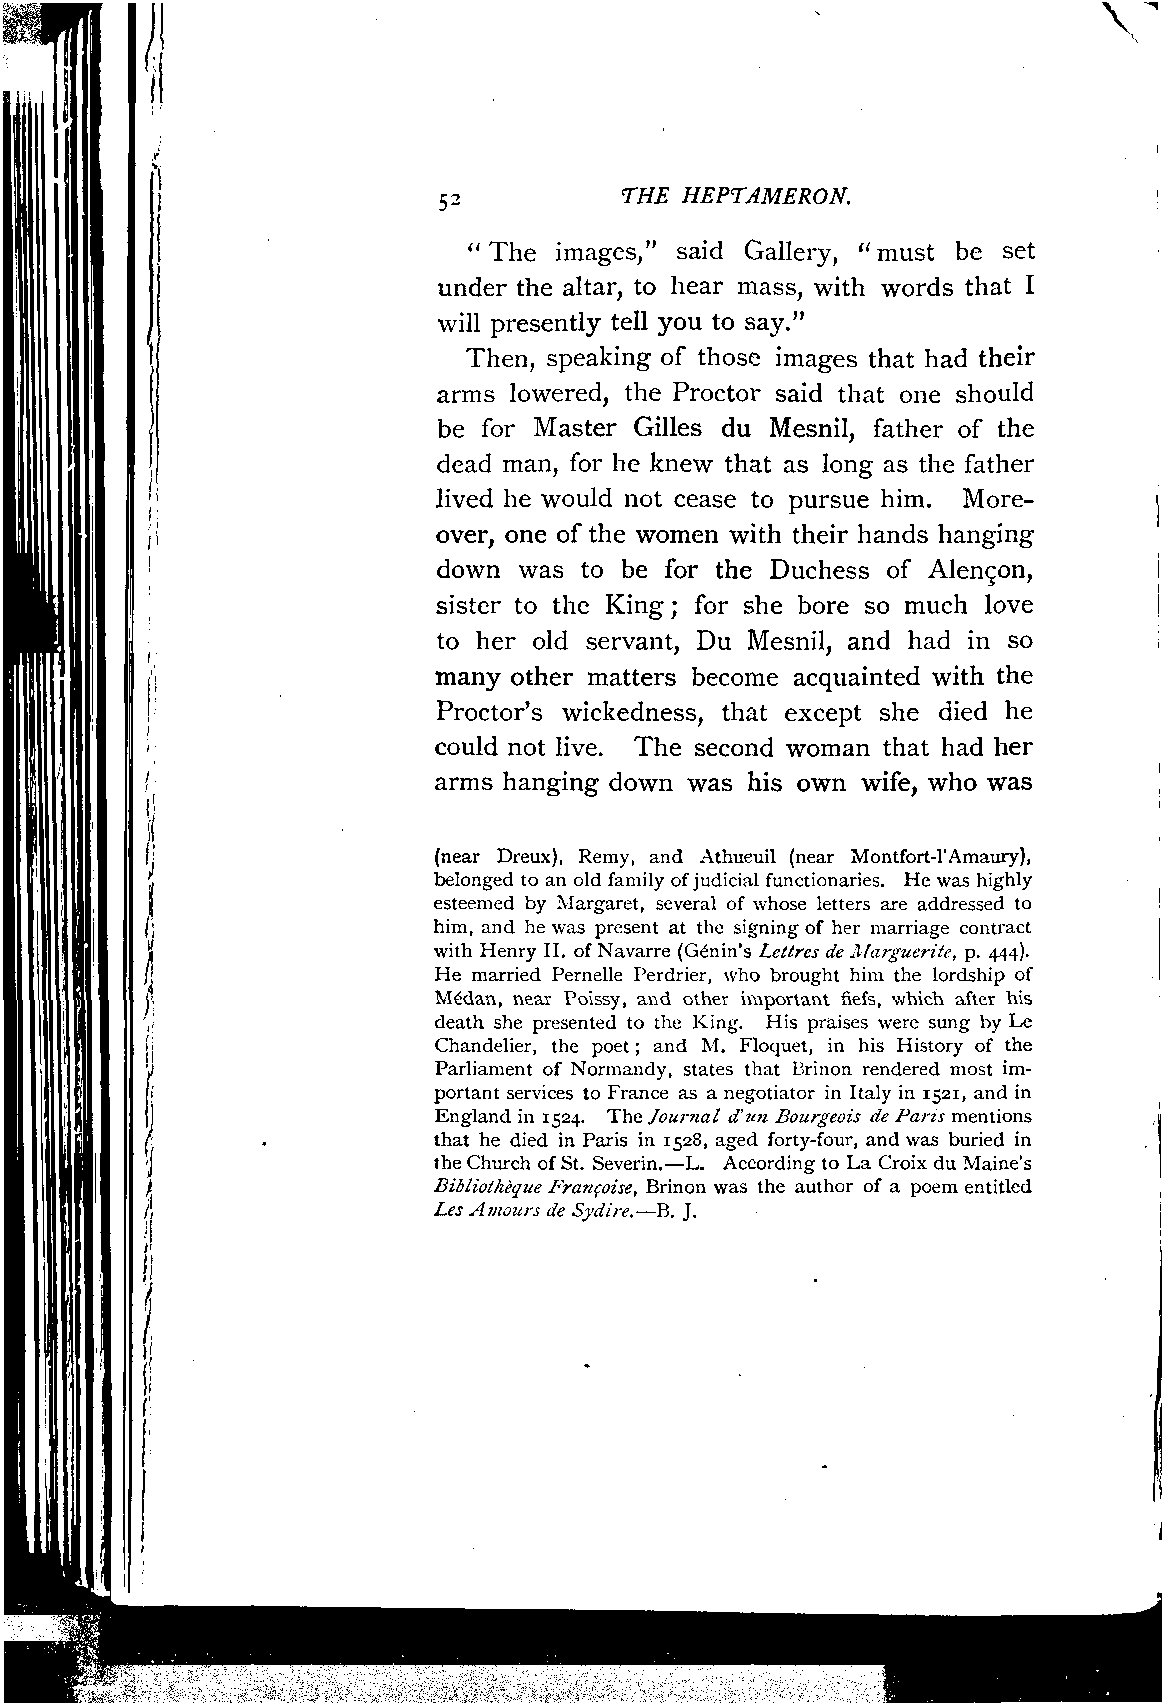 52 THE HEPTAMERON.
“The images,” said Gallery, “must be set
under the altar, to hear mass, with words that I
will presently tell you to say.”
Then, speaking of those images that had their
arms lowered, the Proctor said that one should
be for Master Gilles du Mesnil, father of the
dead man, for he knew that as long as the father
lived he would not cease to pursue him. More-
over, one of the women with their hands hanging
down was to be for the Duchess of Alençon,
sister to the King; for she bore so much love
to her old servant, Du Mesnil, and had in so
many other matters become acquainted with the
Proctor's wickedness, that except she died he
could not live. The second woman that had her
arms hanging down was his own wife, who was
(near Dreux), Remy, and Athueuil (near Montfort-l'Amaury),
belonged to an old family of judicial functionaries. He was highly
esteemed by Margaret, several of whose letters are addressed to
him, and he was present at the signing of her marriage contract
with Henry II. of Navarre (Génin's Lettres de Marguerite, p. 444).
He married Pernelle Perdrier, who brought him the lordship of
Médan, near Poissy, and other important fiefs, which after his
death she presented to the King. His praises were sung by Le
Chandelier, the poet; and M. Floquet, in his History of the
Parliament of Normandy, states that Brinon rendered most im-
portant services to France as a negotiator in Italy in 1521, and in
England in 1524. The Journal d'un Bourgeois de Paris mentions
that he died in Paris in 1528, aged forty-four, and was buried in
the Church of St. Severin.—L. According to La Croix du Maine's
Bibliothèque Françoise, Brinon was the author of a poem entitled
Les Amours de Sydire.—B. J.